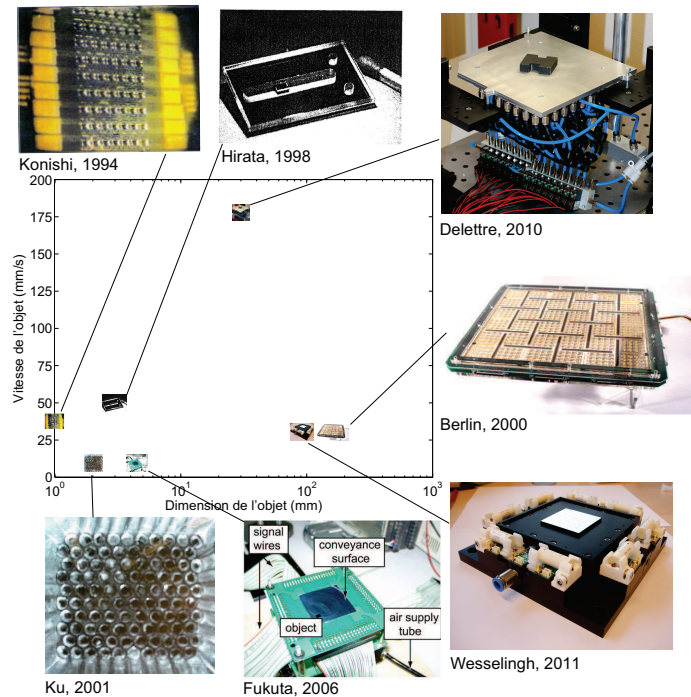 Konishi, 1994
Hirata, 1998
Delettre, 2010
200
175
150
125
100
75
50
25
0
Vitesse de l'objet (mm/s)
10^0
10^1
10^2
10^3
Dimension de l'objet (mm)
Berlin, 2000
signal
wires
conveyance
surface
object
air supply
tube
Ku, 2001
Fukuta, 2006
Wesselingh, 2011